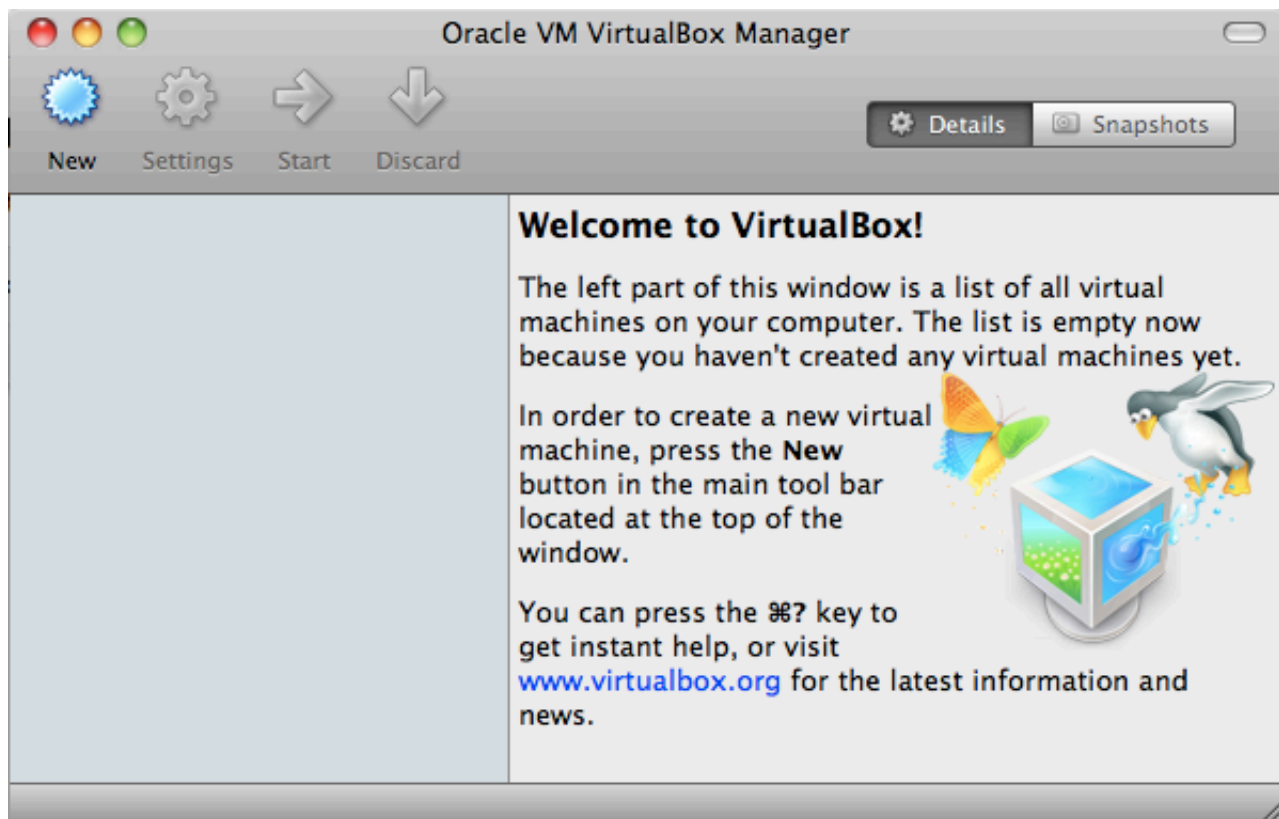 Oracle VM VirtualBox Manager
New Settings Start Discard
Details Snapshots
Welcome to VirtualBox!
The left part of this window is a list of all virtual
machines on your computer. The list is empty now
because you haven't created any virtual machines yet.
In order to create a new virtual
machine, press the New
button in the main tool bar
located at the top of the
window.
You can press the ⌘? key to
get instant help, or visit
www.virtualbox.org for the latest information and
news.